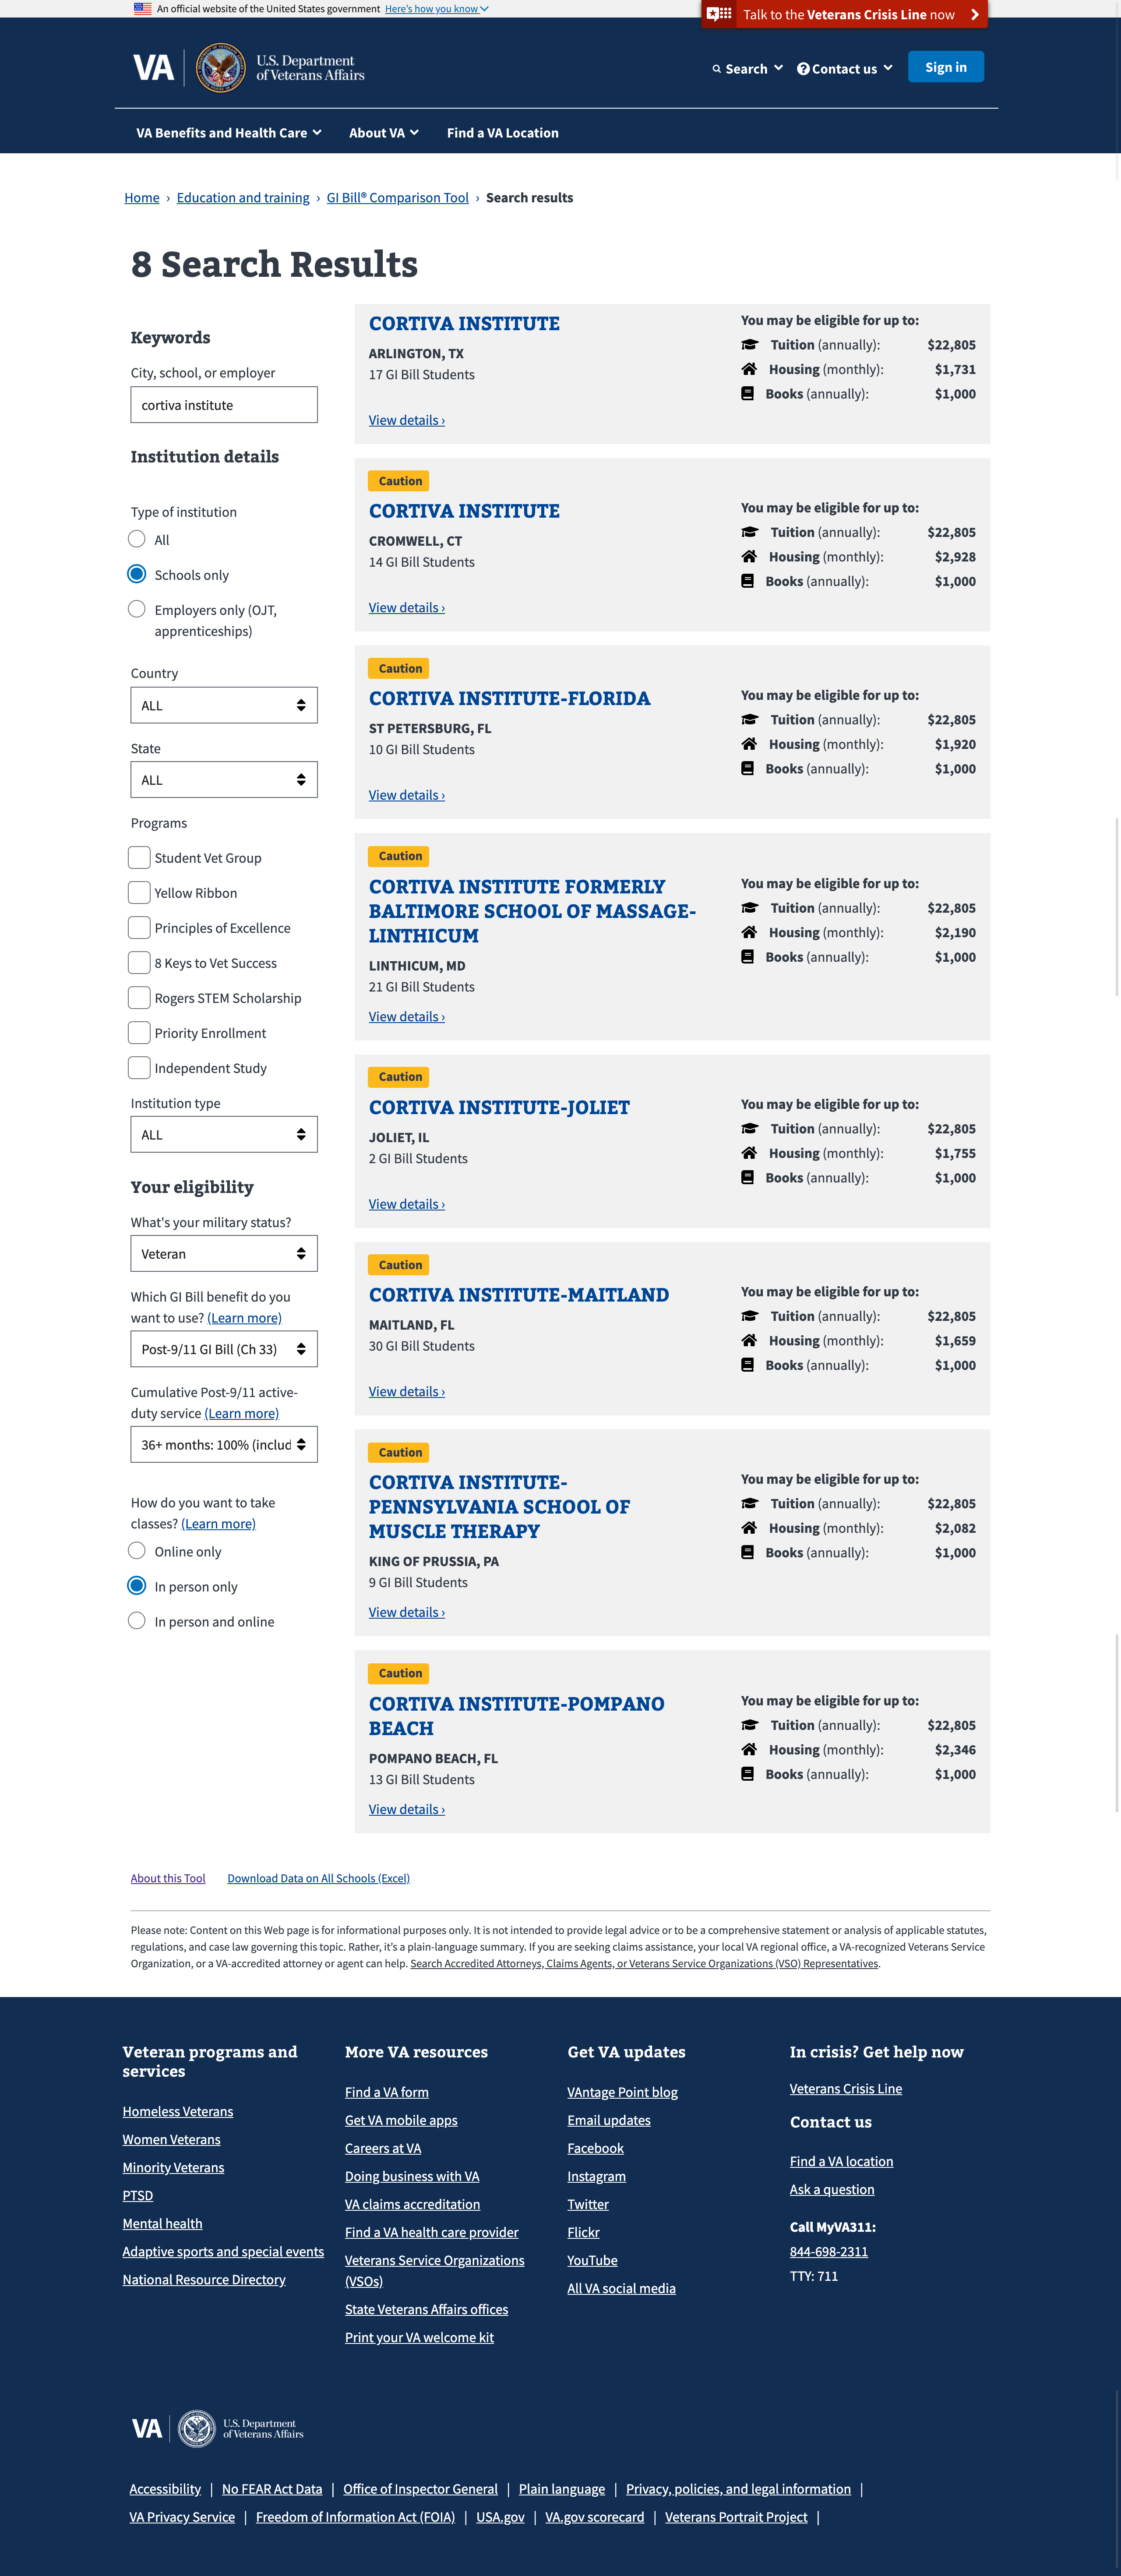 An official website of the United States government Here's how you know
Talk to the Veterans Crisis Line now
VA
U.S. Department
of Veterans Affairs
Search
Contact us
Sign in
VA Benefits and Health Care
About VA
Find a VA Location
Home › Education and training › GI Bill® Comparison Tool › Search results
8 Search Results
Keywords
City, school, or employer
cortiva institute
Institution details
Type of institution
All
Schools only
Employers only (OJT,
apprenticeships)
Country
ALL
State
ALL
Programs
Student Vet Group
Yellow Ribbon
Principles of Excellence
8 Keys to Vet Success
Rogers STEM Scholarship
Priority Enrollment
Independent Study
Institution type
ALL
Your eligibility
What's your military status?
Veteran
Which GI Bill benefit do you
want to use? (Learn more)
Post-9/11 GI Bill (Ch 33)
Cumulative Post-9/11 active-
duty service (Learn more)
36+ months: 100% (includ
How do you want to take
classes? (Learn more)
Online only
In person only
In person and online
CORTIVA INSTITUTE
ARLINGTON, TX
17 GI Bill Students
View details ›
You may be eligible for up to:
Tuition (annually): $22,805
Housing (monthly): $1,731
Books (annually): $1,000
Caution
CORTIVA INSTITUTE
CROMWELL, CT
14 GI Bill Students
View details ›
You may be eligible for up to:
Tuition (annually): $22,805
Housing (monthly): $2,928
Books (annually): $1,000
Caution
CORTIVA INSTITUTE-FLORIDA
ST PETERSBURG, FL
10 GI Bill Students
View details ›
You may be eligible for up to:
Tuition (annually): $22,805
Housing (monthly): $1,920
Books (annually): $1,000
Caution
CORTIVA INSTITUTE FORMERLY
BALTIMORE SCHOOL OF MASSAGE-
LINTHICUM
LINTHICUM, MD
21 GI Bill Students
View details ›
You may be eligible for up to:
Tuition (annually): $22,805
Housing (monthly): $2,190
Books (annually): $1,000
Caution
CORTIVA INSTITUTE-JOLIET
JOLIET, IL
2 GI Bill Students
View details ›
You may be eligible for up to:
Tuition (annually): $22,805
Housing (monthly): $1,755
Books (annually): $1,000
Caution
CORTIVA INSTITUTE-MAITLAND
MAITLAND, FL
30 GI Bill Students
View details ›
You may be eligible for up to:
Tuition (annually): $22,805
Housing (monthly): $1,659
Books (annually): $1,000
Caution
CORTIVA INSTITUTE-
PENNSYLVANIA SCHOOL OF
MUSCLE THERAPY
KING OF PRUSSIA, PA
9 GI Bill Students
View details ›
You may be eligible for up to:
Tuition (annually): $22,805
Housing (monthly): $2,082
Books (annually): $1,000
Caution
CORTIVA INSTITUTE-POMPANO
BEACH
POMPANO BEACH, FL
13 GI Bill Students
View details ›
You may be eligible for up to:
Tuition (annually): $22,805
Housing (monthly): $2,346
Books (annually): $1,000
About this Tool
Download Data on All Schools (Excel)
Please note: Content on this Web page is for informational purposes only. It is not intended to provide legal advice or to be a comprehensive statement or analysis of applicable statutes,
regulations, and case law governing this topic. Rather, it's a plain-language summary. If you are seeking claims assistance, your local VA regional office, a VA-recognized Veterans Service
Organization, or a VA-accredited attorney or agent can help. Search Accredited Attorneys, Claims Agents, or Veterans Service Organizations (VSO) Representatives.
Veteran programs and
services
Homeless Veterans
Women Veterans
Minority Veterans
PTSD
Mental health
Adaptive sports and special events
National Resource Directory
More VA resources
Find a VA form
Get VA mobile apps
Careers at VA
Doing business with VA
VA claims accreditation
Find a VA health care provider
Veterans Service Organizations
(VSOs)
State Veterans Affairs offices
Print your VA welcome kit
Get VA updates
VAntage Point blog
Email updates
Facebook
Instagram
Twitter
Flickr
YouTube
All VA social media
In crisis? Get help now
Veterans Crisis Line
Contact us
Find a VA location
Ask a question
Call MyVA311:
844-698-2311
TTY: 711
VA
U.S. Department
of Veterans Affairs
Accessibility | No FEAR Act Data | Office of Inspector General | Plain language | Privacy, policies, and legal information |
VA Privacy Service | Freedom of Information Act (FOIA) | USA.gov | VA.gov scorecard | Veterans Portrait Project |